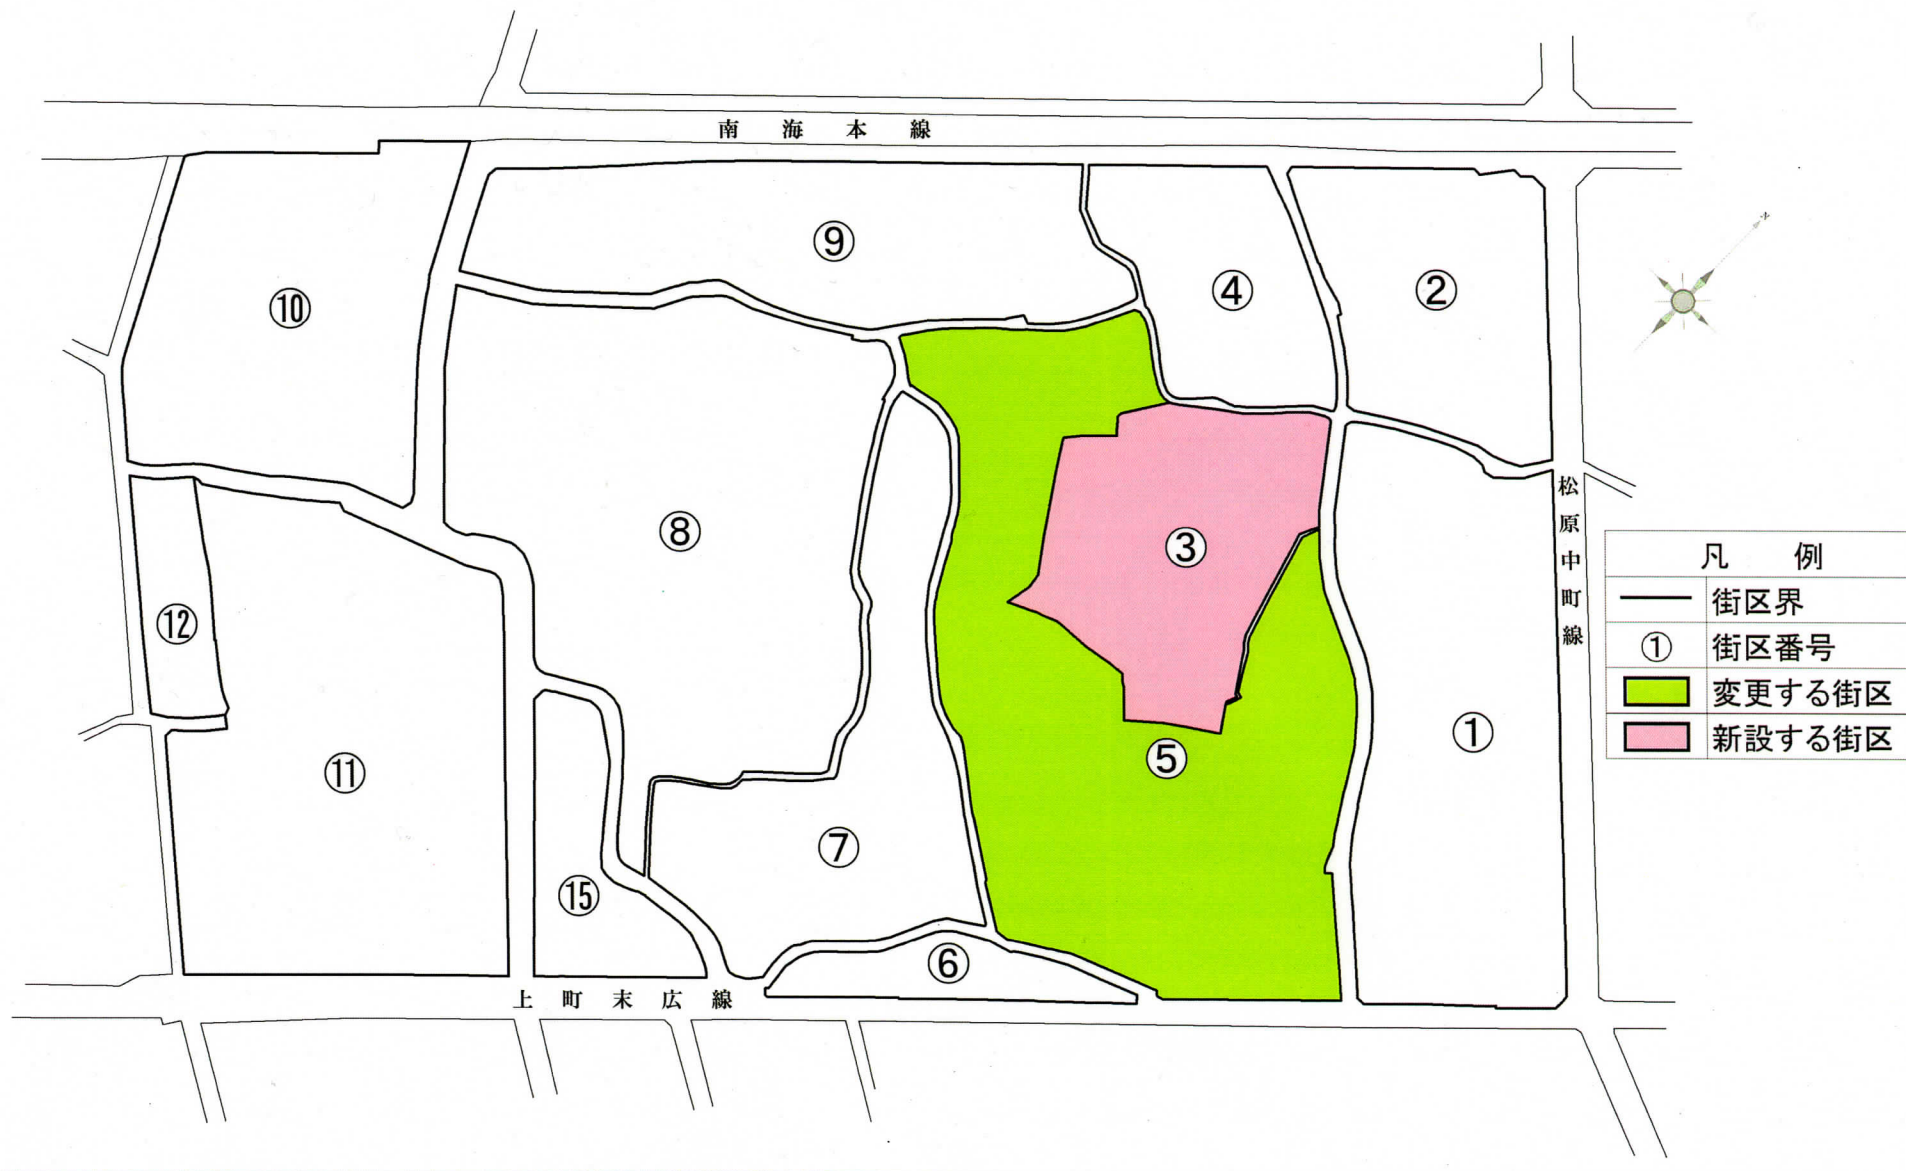 南海本線
⑨
④
②
⑩
⑧
③
⑫
⑤
①
⑪
⑦
⑮
⑥
松原中町線
上町末広線
凡 例
街区界
① 街区番号
変更する街区
新設する街区